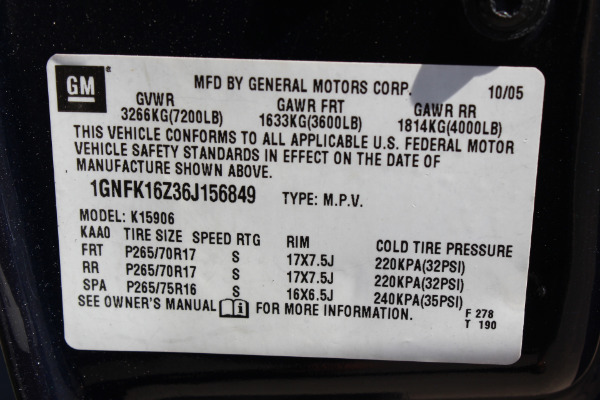 GM ® MFD BY GENERAL MOTORS CORP. 10/05
GVWR GAWR FRT GAWR RR
3266KG(7200LB) 1633KG(3600LB) 1814KG(4000LB)
THIS VEHICLE CONFORMS TO ALL APPLICABLE U.S. FEDERAL MOTOR
VEHICLE SAFETY STANDARDS IN EFFECT ON THE DATE OF
MANUFACTURE SHOWN ABOVE.
1GNFK16Z36J156849 TYPE: M.P.V.
MODEL: K15906
KAA0 TIRE SIZE SPEED RTG RIM COLD TIRE PRESSURE
FRT P265/70R17 S 17X7.5J 220KPA(32PSI)
RR P265/70R17 S 17X7.5J 220KPA(32PSI)
SPA P265/75R16 S 16X6.5J 240KPA(35PSI)
SEE OWNER'S MANUAL i FOR MORE INFORMATION. F 278
T 190